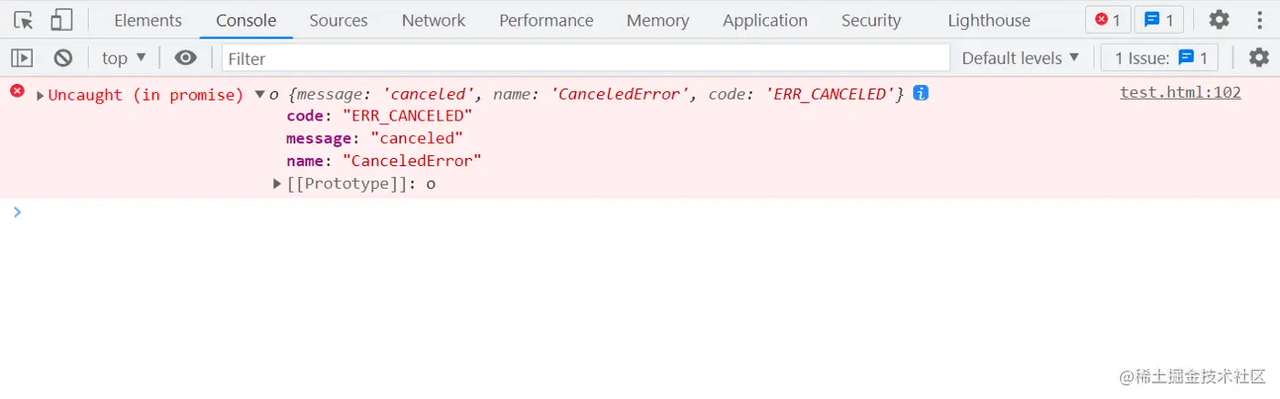 Elements Console Sources Network Performance Memory Application Security Lighthouse 1 1
top Filter Default levels 1 Issue: 1
Uncaught (in promise) o {message: 'canceled', name: 'CanceledError', code: 'ERR_CANCELED'} test.html:102
code: "ERR_CANCELED"
message: "canceled"
name: "CanceledError"
[[Prototype]]: o
@稀土掘金技术社区